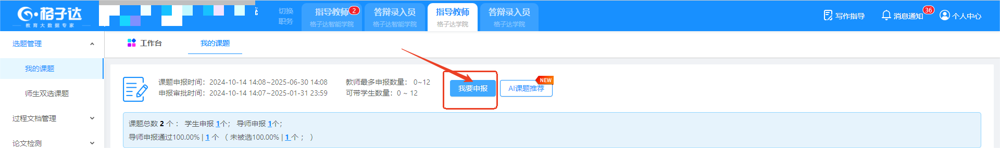 格子达
教育大数据专家
统
切换
职务
指导教师 2
格子达智能学院
答辩录入员
格子达智能学院
指导教师
格子达学院
答辩录入员
格子达学院
写作指导
消息通知 36
个人中心
选题管理
我的课题
师生双选课题
过程文档管理
论文检测
工作台
我的课题
课题申报时间：2024-10-14 14:08~2025-06-30 14:08
申报审批时间：2024-10-14 14:07~2025-01-31 23:59
教师最多申报数量： 0~12
可带学生数量：0 ~ 12
我要申报
AI课题推荐
NEW
课题总数 2 个： 学生申报 1个； 导师申报 1个；
导师申报通过100.00% | 1 个 （ 未被选100.00% | 1 个； ）